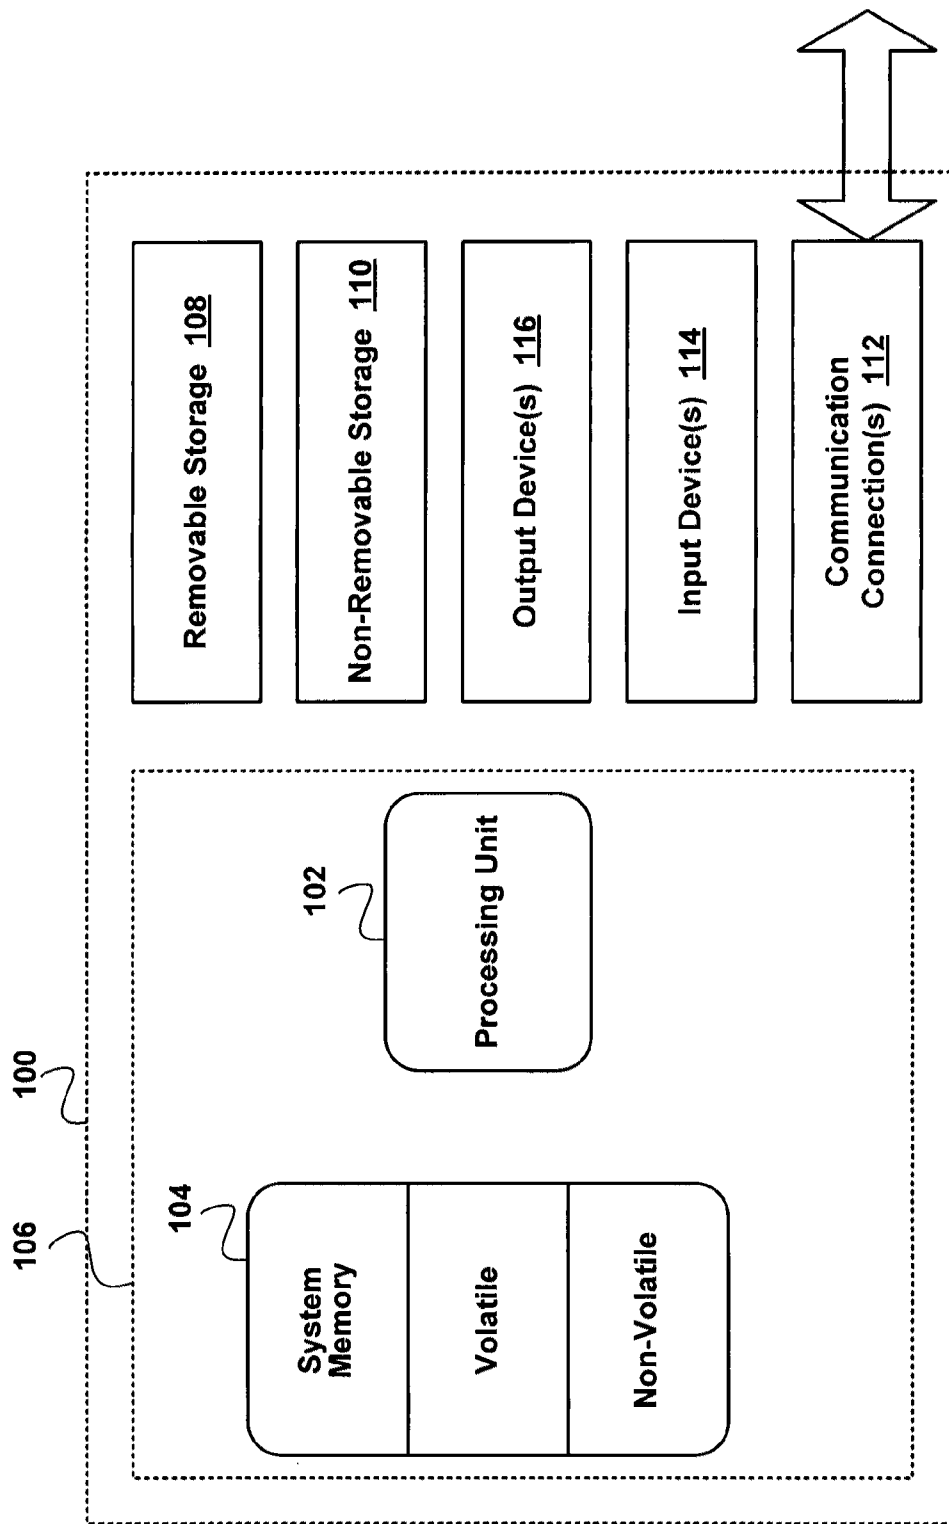 100
106
104
System
Memory
Volatile
Non-Volatile
102
Processing Unit
Removable Storage 108
Non-Removable Storage 110
Output Device(s) 116
Input Device(s) 114
Communication
Connection(s) 112